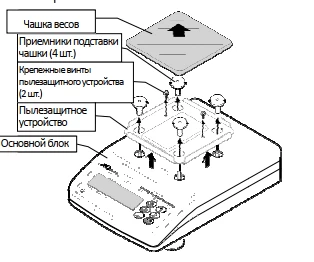 Чашка весов
Приемники подставки
чашки (4 шт.)
Крепежные винты
пылезащитного устройства
(2 шт.)
Пылезащитное
устройство
Основной блок